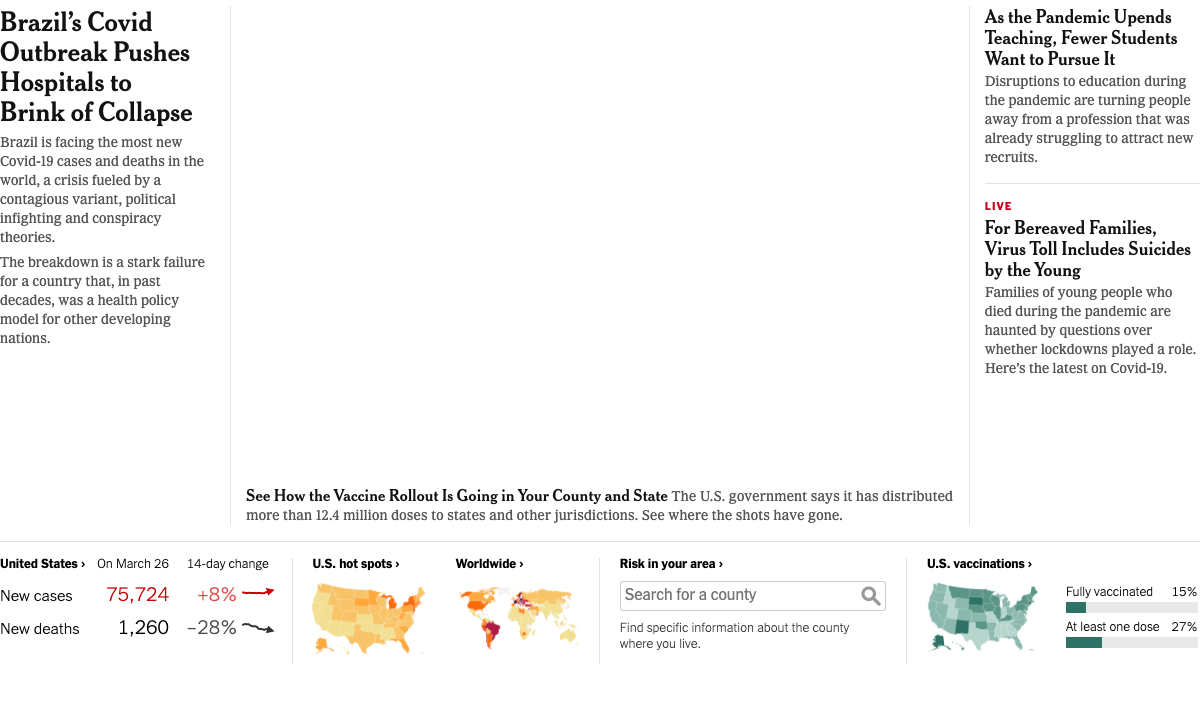 Brazil’s Covid
Outbreak Pushes
Hospitals to
Brink of Collapse
Brazil is facing the most new
Covid-19 cases and deaths in the
world, a crisis fueled by a
contagious variant, political
infighting and conspiracy
theories.
The breakdown is a stark failure
for a country that, in past
decades, was a health policy
model for other developing
nations.
See How the Vaccine Rollout Is Going in Your County and State The U.S. government says it has distributed
more than 12.4 million doses to states and other jurisdictions. See where the shots have gone.
As the Pandemic Upends
Teaching, Fewer Students
Want to Pursue It
Disruptions to education during
the pandemic are turning people
away from a profession that was
already struggling to attract new
recruits.
LIVE
For Bereaved Families,
Virus Toll Includes Suicides
by the Young
Families of young people who
died during the pandemic are
haunted by questions over
whether lockdowns played a role.
Here’s the latest on Covid-19.
United States › On March 26 14-day change
New cases 75,724 +8%
New deaths 1,260 –28%
U.S. hot spots ›
Worldwide ›
Risk in your area ›
Search for a county
Find specific information about the county
where you live.
U.S. vaccinations ›
Fully vaccinated 15%
At least one dose 27%